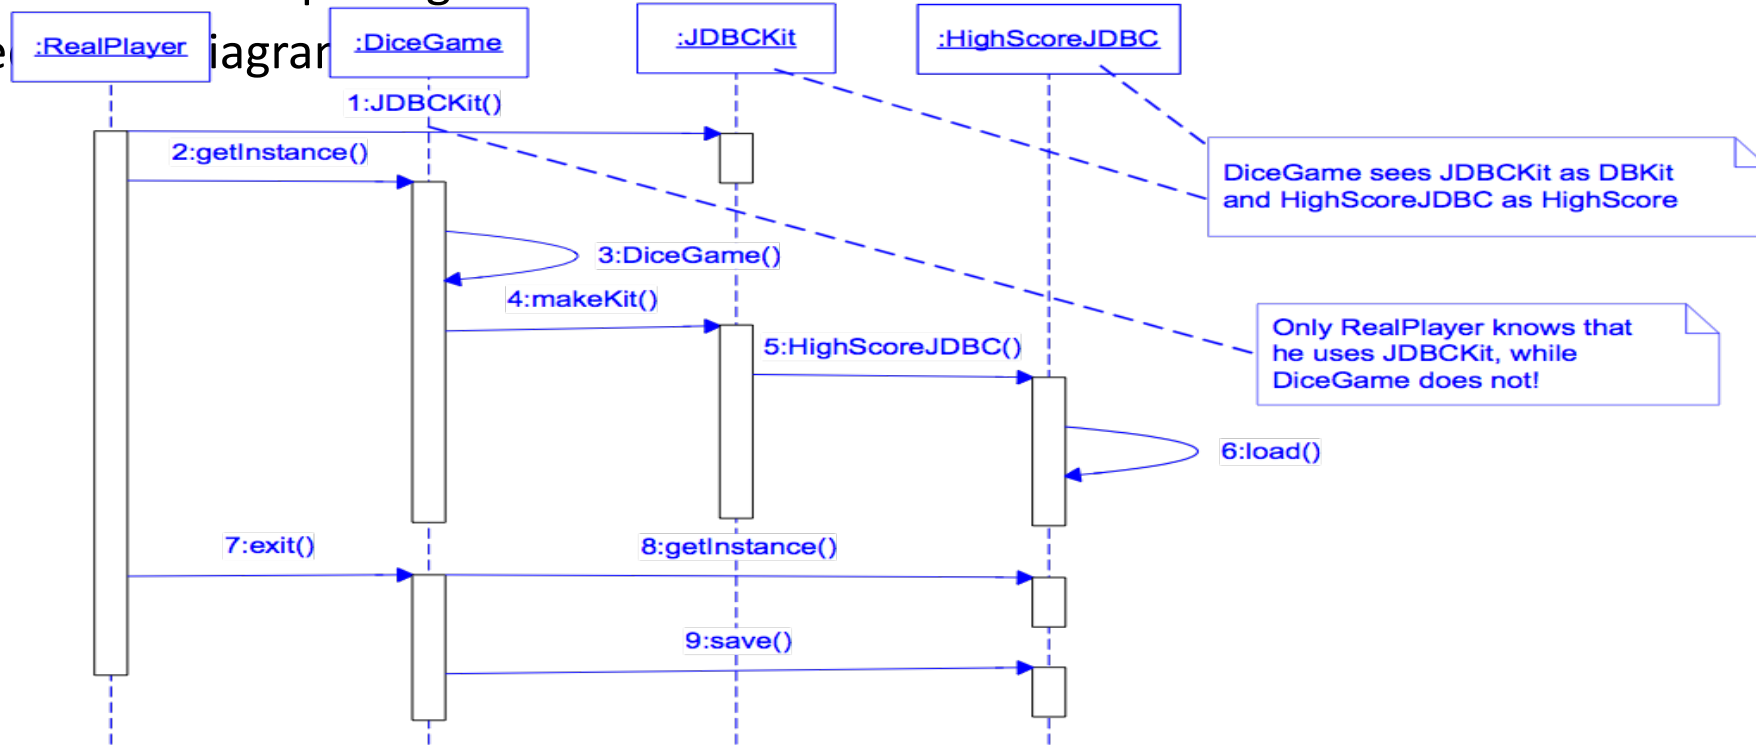 :RealPlayer
iagram
:DiceGame
:JDBCKit
:HighScoreJDBC
1:JDBCKit()
2:getInstance()
DiceGame sees JDBCKit as DBKit
and HighScoreJDBC as HighScore
3:DiceGame()
4:makeKit()
Only RealPlayer knows that
he uses JDBCKit, while
DiceGame does not!
5:HighScoreJDBC()
6:load()
7:exit()
8:getInstance()
9:save()